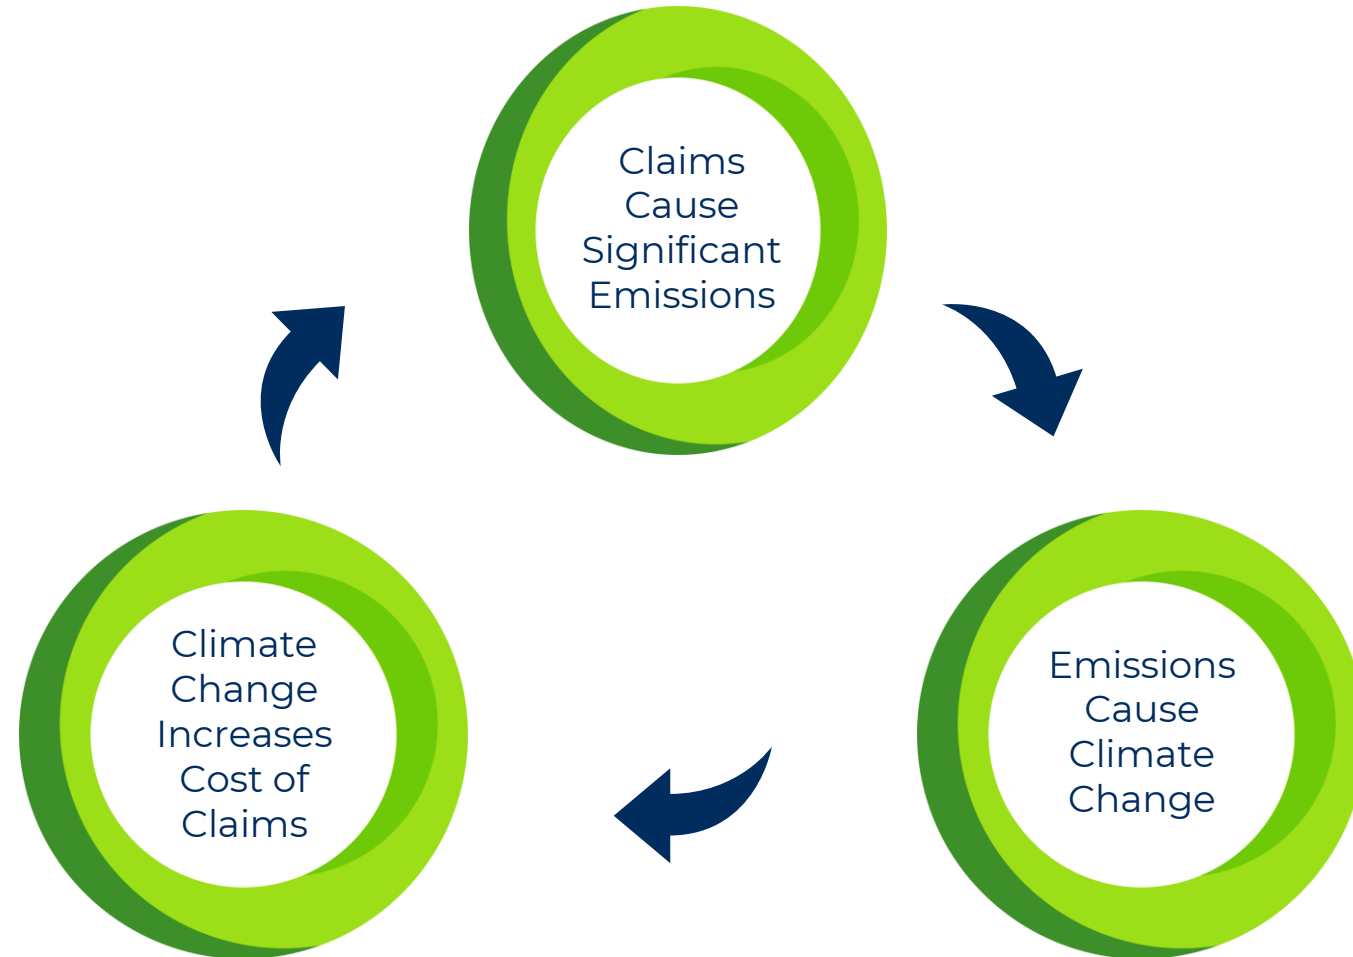 Claims
Cause
Significant
Emissions
Emissions
Cause
Climate
Change
Climate
Change
Increases
Cost of
Claims